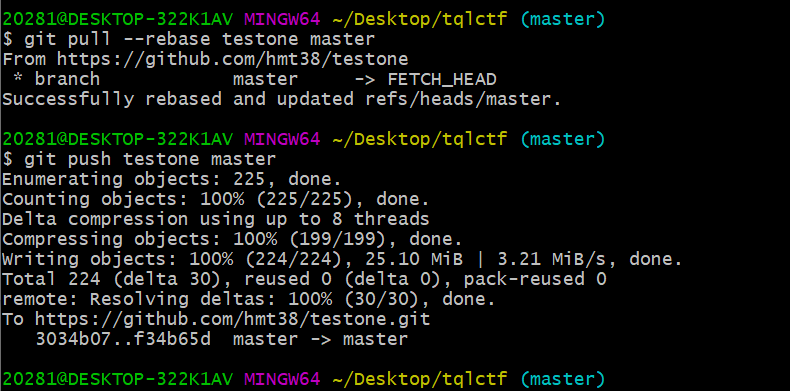 20281@DESKTOP-322K1AV MINGW64 ~/Desktop/tqlctf (master)
$ git pull --rebase testone master
From https://github.com/hmt38/testone
 * branch            master     -> FETCH_HEAD
Successfully rebased and updated refs/heads/master.
20281@DESKTOP-322K1AV MINGW64 ~/Desktop/tqlctf (master)
$ git push testone master
Enumerating objects: 225, done.
Counting objects: 100% (225/225), done.
Delta compression using up to 8 threads
Compressing objects: 100% (199/199), done.
Writing objects: 100% (224/224), 25.10 MiB | 3.21 MiB/s, done.
Total 224 (delta 30), reused 0 (delta 0), pack-reused 0
remote: Resolving deltas: 100% (30/30), done.
To https://github.com/hmt38/testone.git
   3034b07..f34b65d  master -> master
20281@DESKTOP-322K1AV MINGW64 ~/Desktop/tqlctf (master)